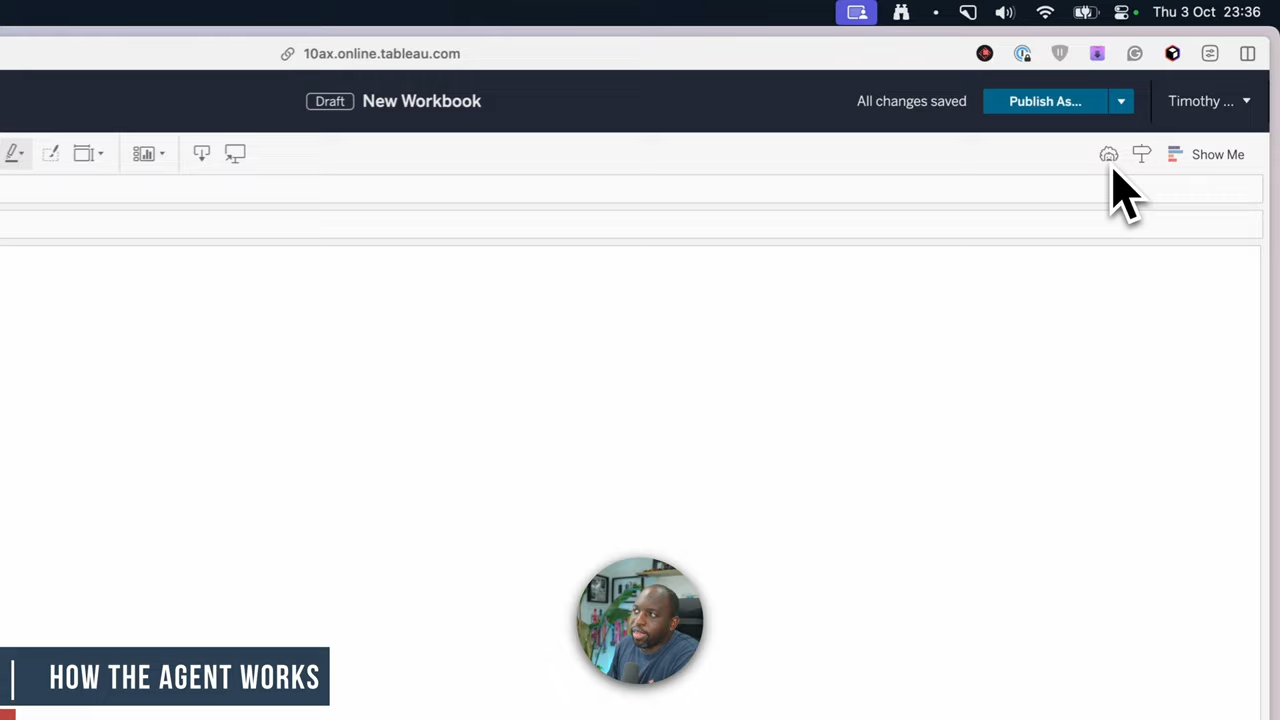 Thu 3 Oct 23:36
10ax.online.tableau.com
Draft New Workbook
All changes saved
Publish As...
Timothy ...
Show Me
HOW THE AGENT WORKS